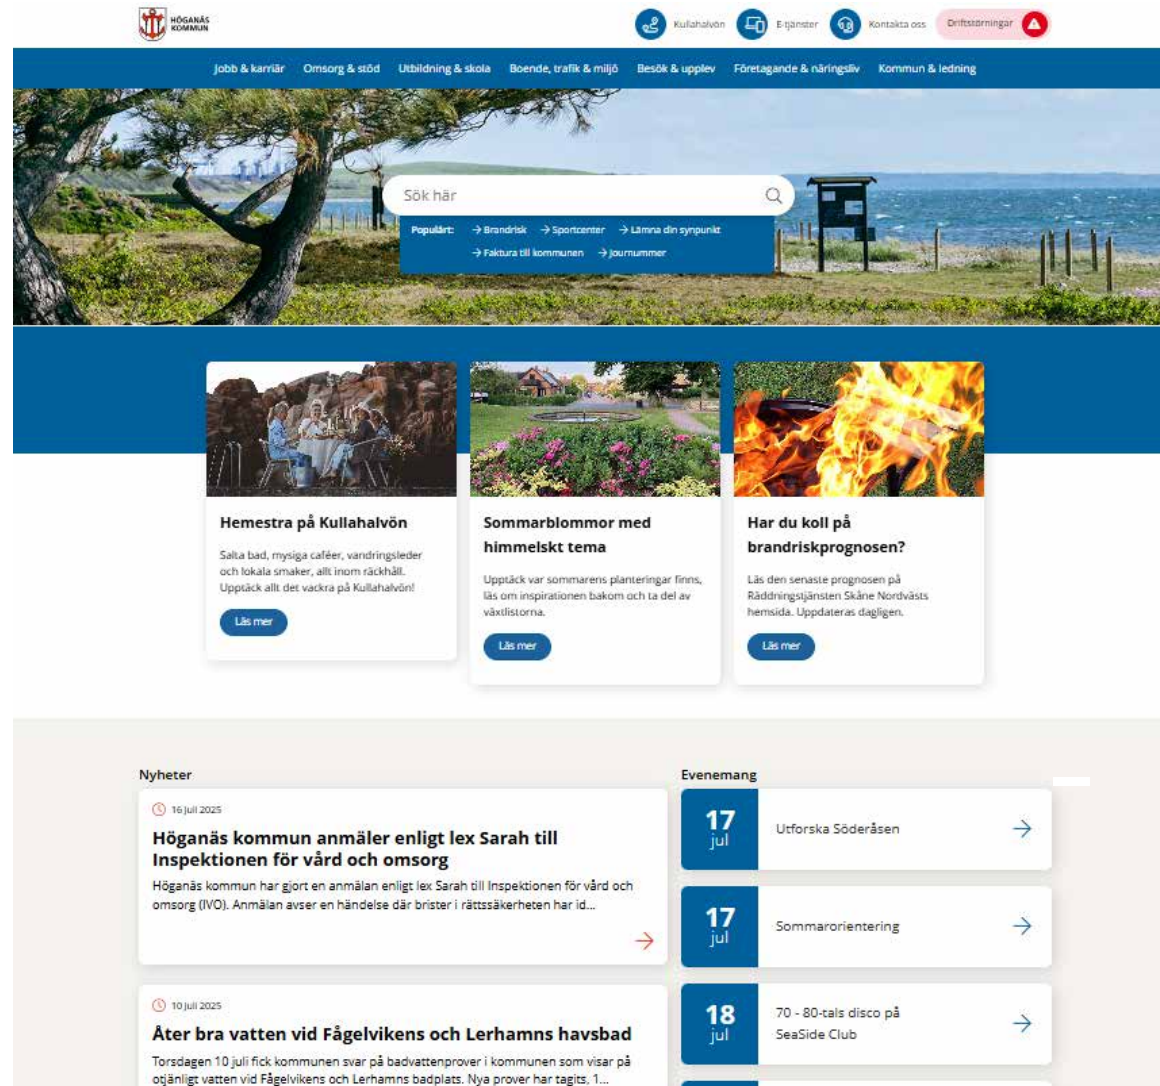 HÖGANÄS
KOMMUN
Kullahalvön
E-tjänster
Kontakta oss
Driftstörningar
Jobb & karriär
Omsorg & stöd
Utbildning & skola
Boende, trafik & miljö
Besök & upplev
Företagande & näringsliv
Kommun & ledning
Sök här
Populärt:
→ Brandrisk → Sportcenter → Lämna din synpunkt
→ Faktura till kommunen → Journummer
Hemestra på Kullahalvön
Salta bad, mysiga caféer, vandringsleder
och lokala smaker, allt inom räckhåll.
Upptäck allt det vackra på Kullahalvön!
Läs mer
Sommarblommor med
himmelskt tema
Upptäck var sommarens planteringar finns,
läs om inspirationen bakom och ta del av
växtlistorna.
Läs mer
Har du koll på
brandriskprognosen?
Läs den senaste prognosen på
Räddningstjänsten Skåne Nordvästs
hemsida. Uppdateras dagligen.
Läs mer
Nyheter
16 juli 2025
Höganäs kommun anmäler enligt lex Sarah till
Inspektionen för vård och omsorg
Höganäs kommun har gjort en anmälan enligt lex Sarah till Inspektionen för vård och
omsorg (IVO). Anmälan avser en händelse där brister i rättssäkerheten har id...
10 juli 2025
Åter bra vatten vid Fågelvikens och Lerhamns havsbad
Torsdagen 10 juli fick kommunen svar på badvattenprover i kommunen som visar på
otjänligt vatten vid Fågelvikens och Lerhamns badplats. Nya prover har tagits, 1...
Evenemang
17
jul
Utforska Söderåsen
17
jul
Sommarorientering
18
jul
70 - 80-tals disco på
SeaSide Club